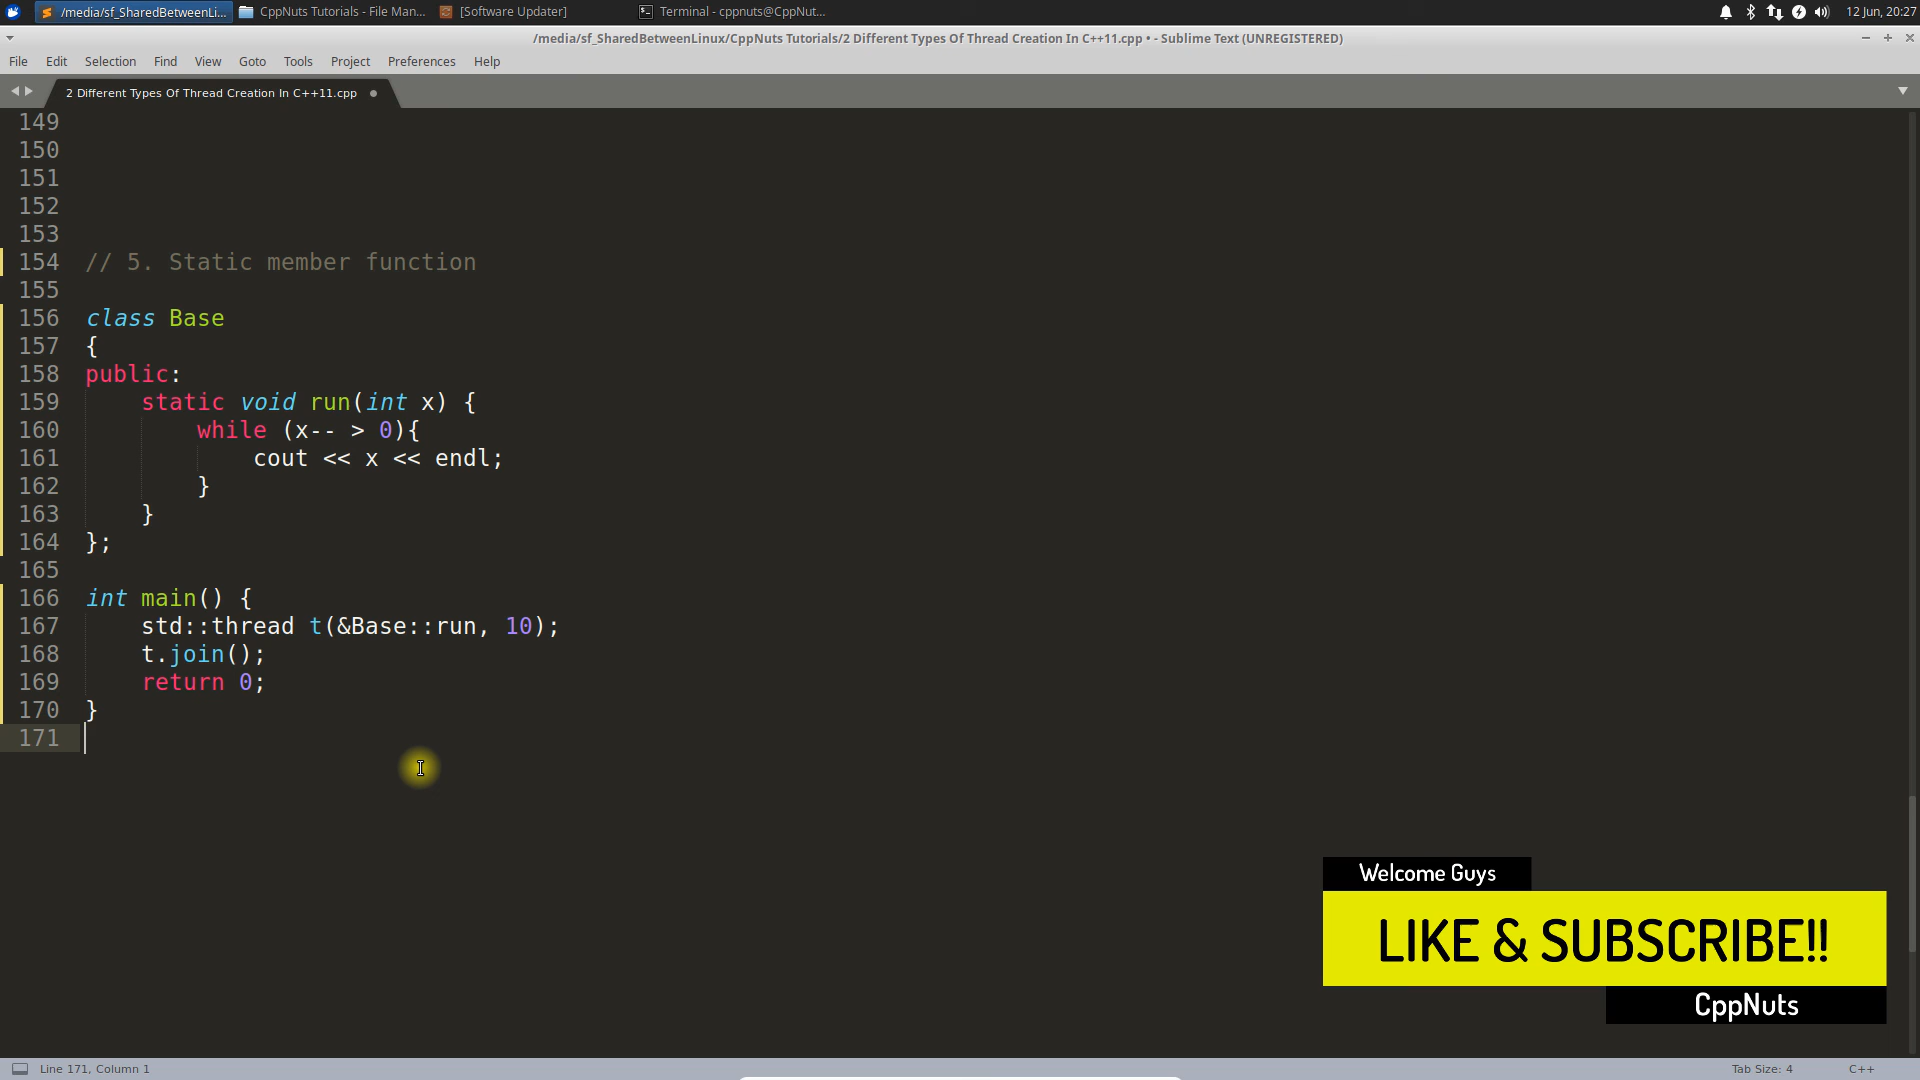 /media/sf_SharedBetweenLi... CppNuts Tutorials - File Man... [Software Updater] Terminal - cppnuts@CppNut... 12 Jun, 20:27
/media/sf_SharedBetweenLinux/CppNuts Tutorials/2 Different Types Of Thread Creation In C++11.cpp • - Sublime Text (UNREGISTERED)
File Edit Selection Find View Goto Tools Project Preferences Help
2 Different Types Of Thread Creation In C++11.cpp
149
150
151
152
153
154 // 5. Static member function
155
156 class Base
157 {
158 public:
159 static void run(int x) {
160 while (x-- > 0){
161 cout << x << endl;
162 }
163 }
164 };
165
166 int main() {
167 std::thread t(&Base::run, 10);
168 t.join();
169 return 0;
170 }
171
Welcome Guys
LIKE & SUBSCRIBE!!
CppNuts
Line 171, Column 1 Tab Size: 4 C++